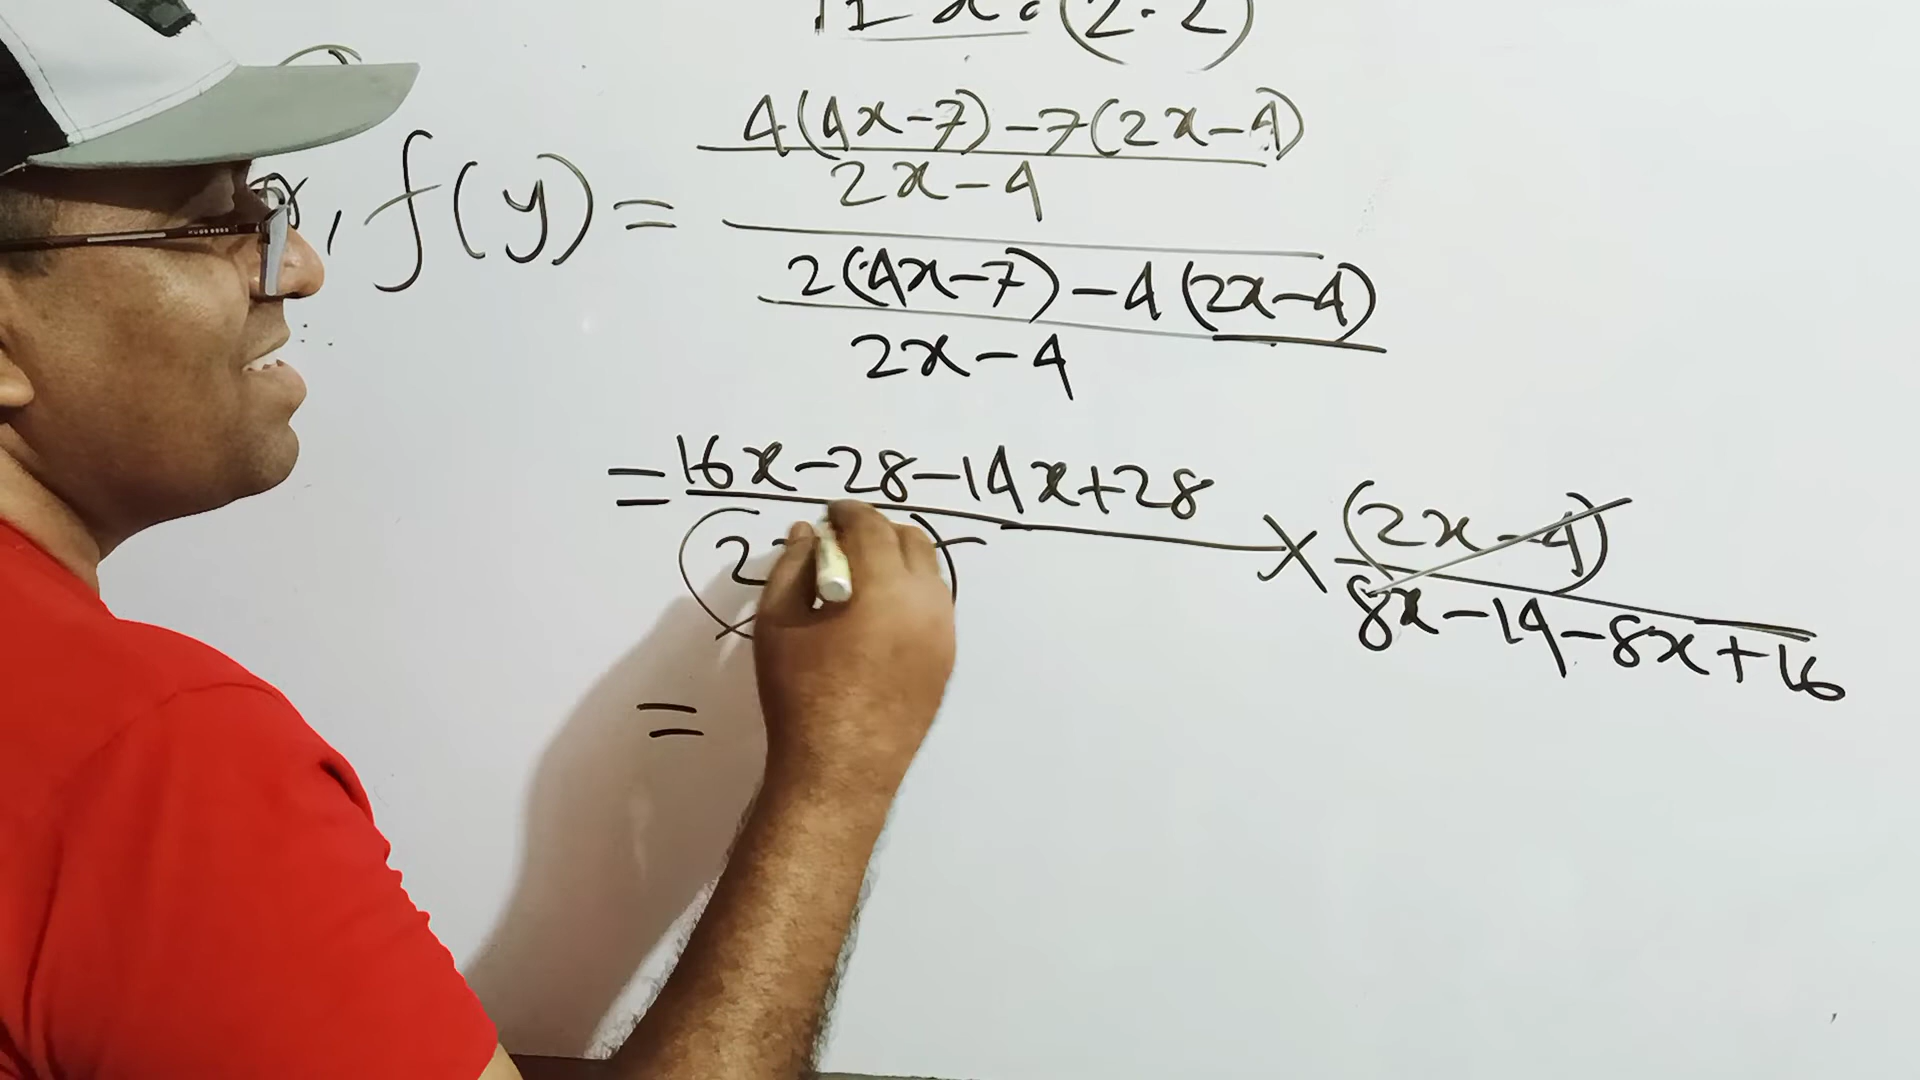 , f(y) =
4(4x-7)-7(2x-4)
2x-4
2(4x-7)-4(2x-4)
2x-4
= 16x-28-14x+28
× (2x-4)
8x-14-8x+16
=